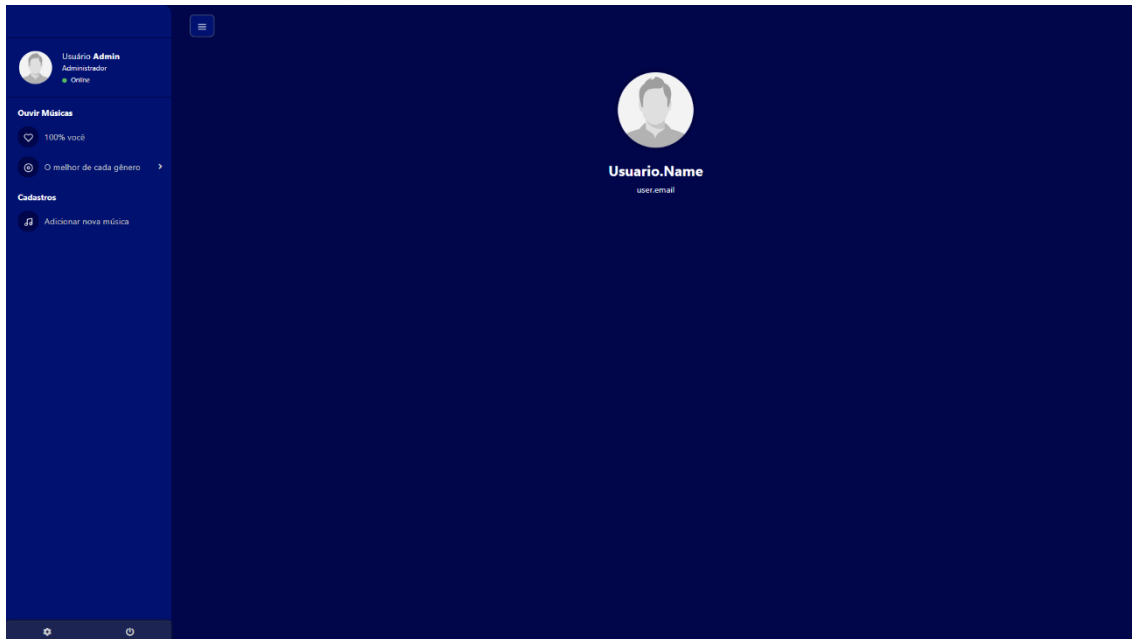 Usuário Admin
Administrador
Online
Ouvir Músicas
100% você
O melhor de cada gênero
Cadastros
Adicionar nova música
Usuario.Name
user.email